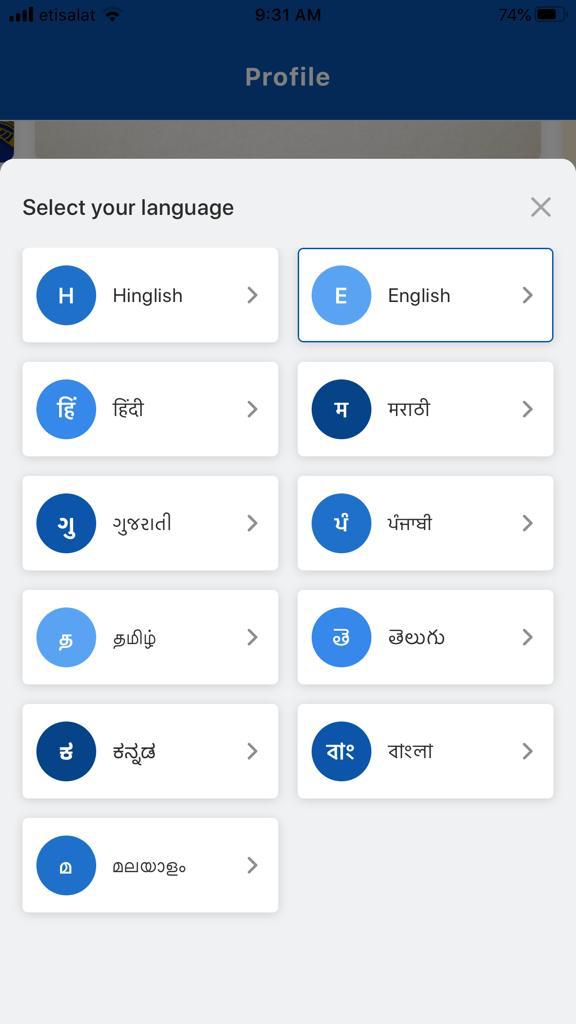 etisalat 9:31 AM 74%
Profile
Select your language
H Hinglish
E English
हिं हिंदी
म मराठी
ગુ ગુજરાતી
ਪੰ ਪੰਜਾਬੀ
த தமிழ்
తె తెలుగు
ಕ ಕನ್ನಡ
বাং বাংলা
മ മലയാളം